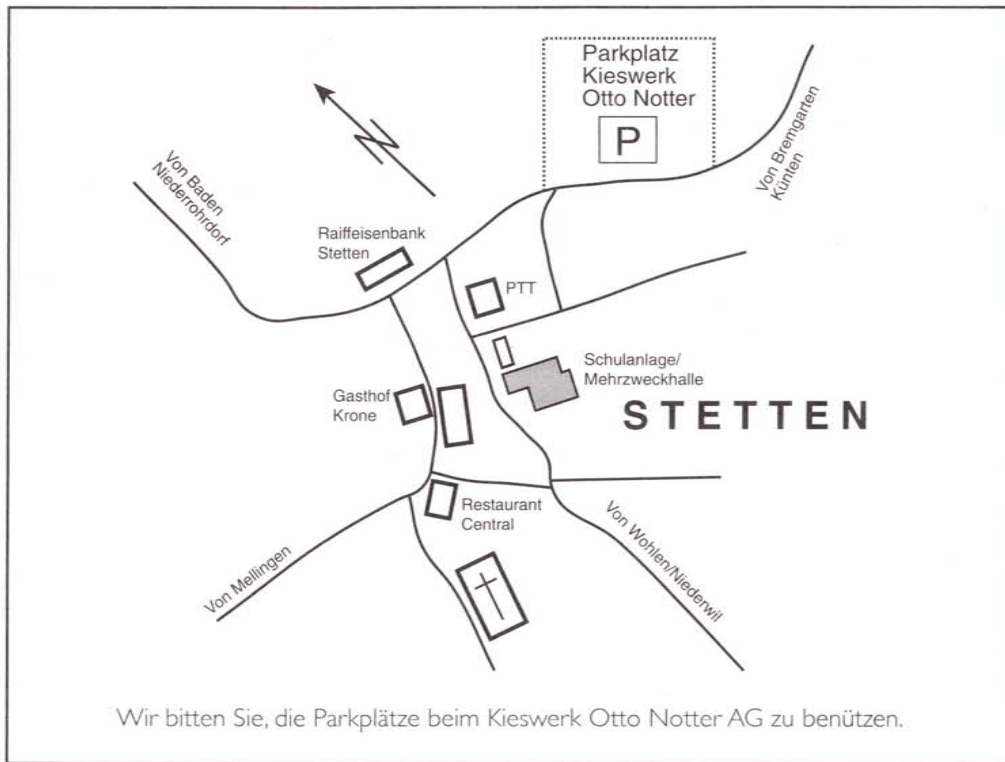 Parkplatz
Kieswerk
Otto Notter
P
N
Von Baden
Niederrohrdorf
Von Bremgarten
Künten
Raiffeisenbank
Stetten
PTT
Schulanlage/
Mehrzweckhalle
Gasthof
Krone
STETTEN
Restaurant
Central
Von Mellingen
Von Wohlen/Niederwil
Wir bitten Sie, die Parkplätze beim Kieswerk Otto Notter AG zu benützen.